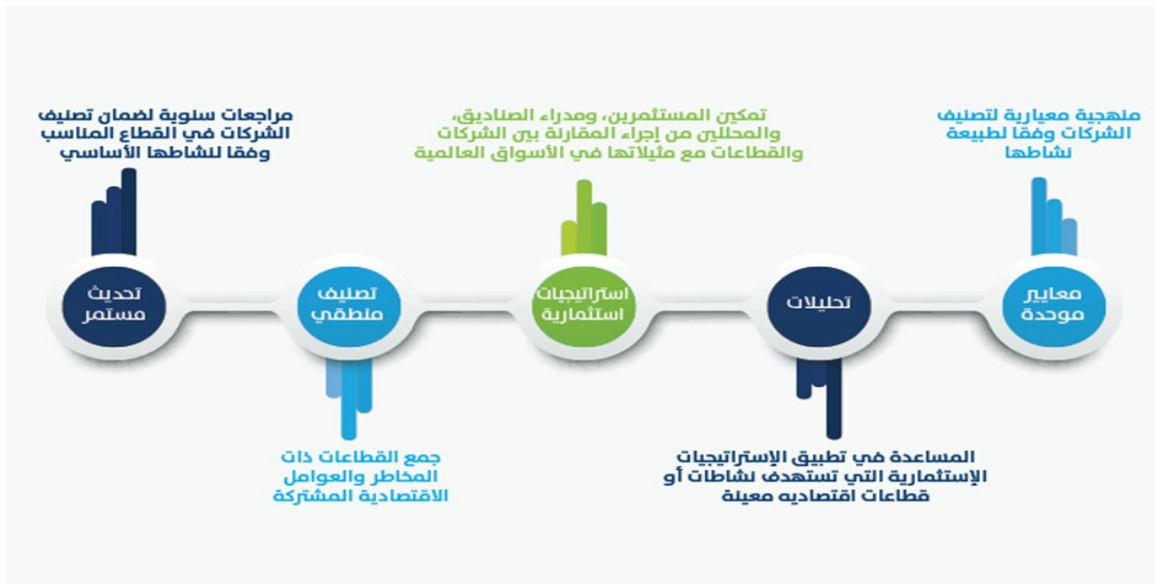 منهجية معيارية لتصنيف
الشركات وفقا لطبيعة
نشاطها
معايير
موحدة
تحليلات
المساعدة في تطبيق الإستراتيجيات
الإستثمارية التي تستهدف نشاطات أو
قطاعات اقتصاديه معينة
تمكين المستثمرين، ومدراء الصناديق،
والمحللين من إجراء المقارنة بين الشركات
والقطاعات مع مثيلاتها في الأسواق العالمية
استراتيجيات
استثمارية
تصنيف
منطقي
جمع القطاعات ذات
المخاطر والعوامل
الاقتصادية المشتركة
مراجعات سنوية لضمان تصنيف
الشركات في القطاع المناسب
وفقا لنشاطها الأساسي
تحديث
مستمر